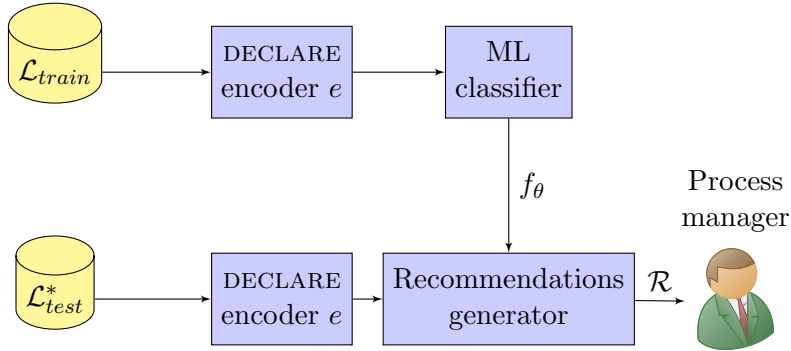 ℒ_train
DECLARE
encoder e
ML
classifier
f_θ
Process
manager
ℒ*_test
DECLARE
encoder e
Recommendations
generator
ℛ